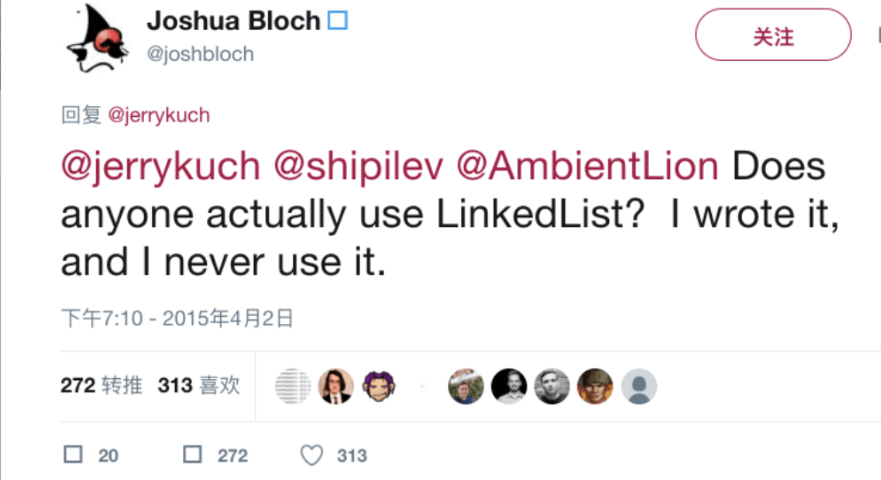 Joshua Bloch
@joshbloch
关注
回复 @jerrykuch
@jerrykuch @shipilev @AmbientLion Does
anyone actually use LinkedList?  I wrote it,
and I never use it.
下午7:10 - 2015年4月2日
272 转推 313 喜欢
20 272 313